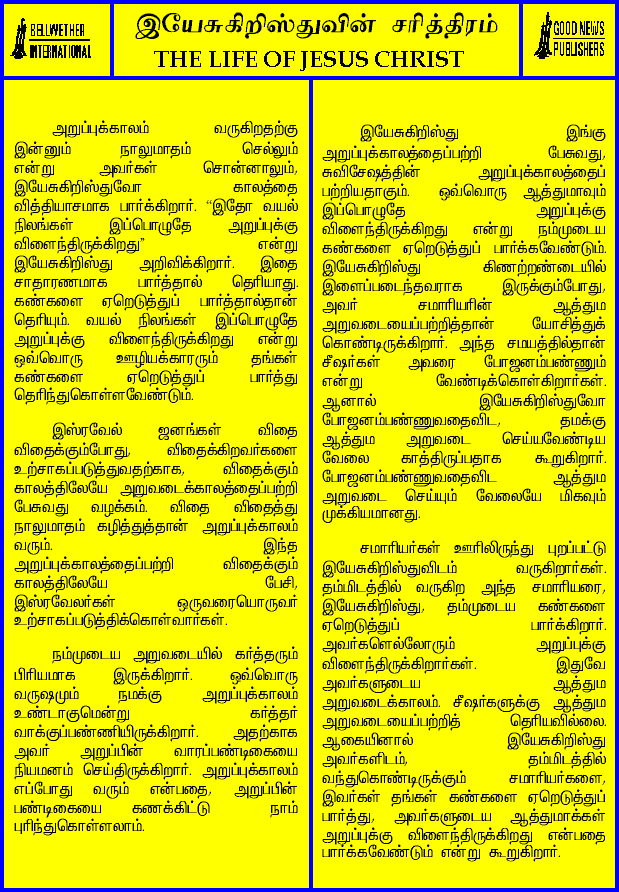 BELLWETHER
INTERNATIONAL
இயேசுகிறிஸ்துவின் சரித்திரம்
THE LIFE OF JESUS CHRIST
GOOD NEWS
PUBLISHERS
அறுப்புக்காலம் வருகிறதற்கு
இன்னும் நாலுமாதம் செல்லும்
என்று அவர்கள் சொன்னாலும்,
இயேசுகிறிஸ்துவோ காலத்தை
வித்தியாசமாக பார்க்கிறார். “இதோ வயல்
நிலங்கள் இப்பொழுதே அறுப்புக்கு
விளைந்திருக்கிறது” என்று
இயேசுகிறிஸ்து அறிவிக்கிறார். இதை
சாதாரணமாக பார்த்தால் தெரியாது.
கண்களை ஏறெடுத்துப் பார்த்தால்தான்
தெரியும். வயல் நிலங்கள் இப்பொழுதே
அறுப்புக்கு விளைந்திருக்கிறது என்று
ஒவ்வொரு ஊழியக்காரரும் தங்கள்
கண்களை ஏறெடுத்துப் பார்த்து
தெரிந்துகொள்ளவேண்டும்.
இஸ்ரவேல் ஜனங்கள் விதை
விதைக்கும்போது, விதைக்கிறவர்களை
உற்சாகப்படுத்துவதற்காக, விதைக்கும்
காலத்திலேயே அறுவடைக்காலத்தைப்பற்றி
பேசுவது வழக்கம். விதை விதைத்து
நாலுமாதம் கழித்துத்தான் அறுப்புக்காலம்
வரும். இந்த
அறுப்புக்காலத்தைப்பற்றி விதைக்கும்
காலத்திலேயே பேசி,
இஸ்ரவேலர்கள் ஒருவரையொருவர்
உற்சாகப்படுத்திக்கொள்வார்கள்.
நம்முடைய அறுவடையில் கர்த்தரும்
பிரியமாக இருக்கிறார். ஒவ்வொரு
வருஷமும் நமக்கு அறுப்புக்காலம்
உண்டாகுமென்று கர்த்தர்
வாக்குப்பண்ணியிருக்கிறார். அதற்காக
அவர் அறுப்பின் வாரப்பண்டிகையை
நியமனம் செய்திருக்கிறார். அறுப்புக்காலம்
எப்போது வரும் என்பதை, அறுப்பின்
பண்டிகையை கணக்கிட்டு நாம்
புரிந்துகொள்ளலாம்.
இயேசுகிறிஸ்து இங்கு
அறுப்புக்காலத்தைப்பற்றி பேசுவது,
சுவிசேஷத்தின் அறுப்புக்காலத்தைப்
பற்றியதாகும். ஒவ்வொரு ஆத்துமாவும்
இப்பொழுதே அறுப்புக்கு
விளைந்திருக்கிறது என்று நம்முடைய
கண்களை ஏறெடுத்துப் பார்க்கவேண்டும்.
இயேசுகிறிஸ்து கிணற்றண்டையில்
இளைப்படைந்தவராக இருக்கும்போது,
அவர் சமாரியரின் ஆத்தும
அறுவடையைப்பற்றித்தான் யோசித்துக்
கொண்டிருக்கிறார். அந்த சமயத்தில்தான்
சீஷர்கள் அவரை போஜனம்பண்ணும்
என்று வேண்டிக்கொள்கிறார்கள்.
ஆனால் இயேசுகிறிஸ்துவோ
போஜனம்பண்ணுவதைவிட, தமக்கு
ஆத்தும அறுவடை செய்யவேண்டிய
வேலை காத்திருப்பதாக கூறுகிறார்.
போஜனம்பண்ணுவதைவிட ஆத்தும
அறுவடை செய்யும் வேலையே மிகவும்
முக்கியமானது.
சமாரியர்கள் ஊரிலிருந்து புறப்பட்டு
இயேசுகிறிஸ்துவிடம் வருகிறார்கள்.
தம்மிடத்தில் வருகிற அந்த சமாரியரை,
இயேசுகிறிஸ்து, தம்முடைய கண்களை
ஏறெடுத்துப் பார்க்கிறார்.
அவர்களெல்லோரும் அறுப்புக்கு
விளைந்திருக்கிறார்கள். இதுவே
அவர்களுடைய ஆத்தும
அறுவடைக்காலம். சீஷர்களுக்கு ஆத்தும
அறுவடையைப்பற்றித் தெரியவில்லை.
ஆகையினால் இயேசுகிறிஸ்து
அவர்களிடம், தம்மிடத்தில்
வந்துகொண்டிருக்கும் சமாரியர்களை,
இவர்கள் தங்கள் கண்களை ஏறெடுத்துப்
பார்த்து, அவர்களுடைய ஆத்துமாக்கள்
அறுப்புக்கு விளைந்திருக்கிறது என்பதை
பார்க்கவேண்டும் என்று கூறுகிறார்.